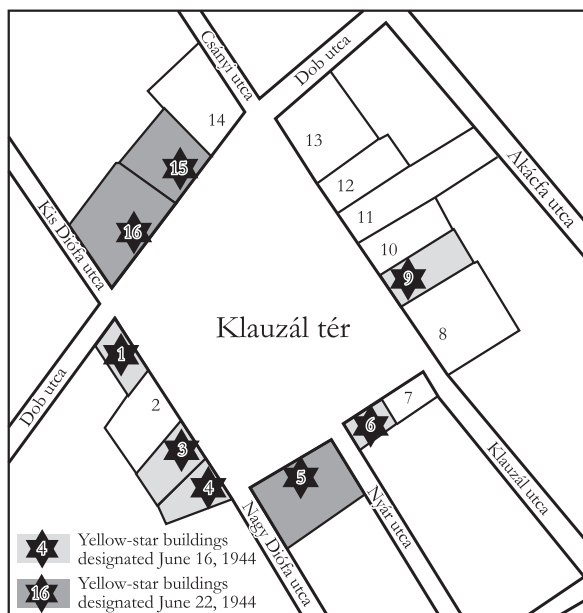 Csányi utca
Dob utca
Akácfa utca
14
13
15
12
11
16
10
Kis Diófa utca
9
8
Klauzál tér
1
Dob utca
2
7
6
3
5
4
Klauzál utca
Nyár utca
Nagy Diófa utca
4 Yellow-star buildings
designated June 16, 1944
16 Yellow-star buildings
designated June 22, 1944